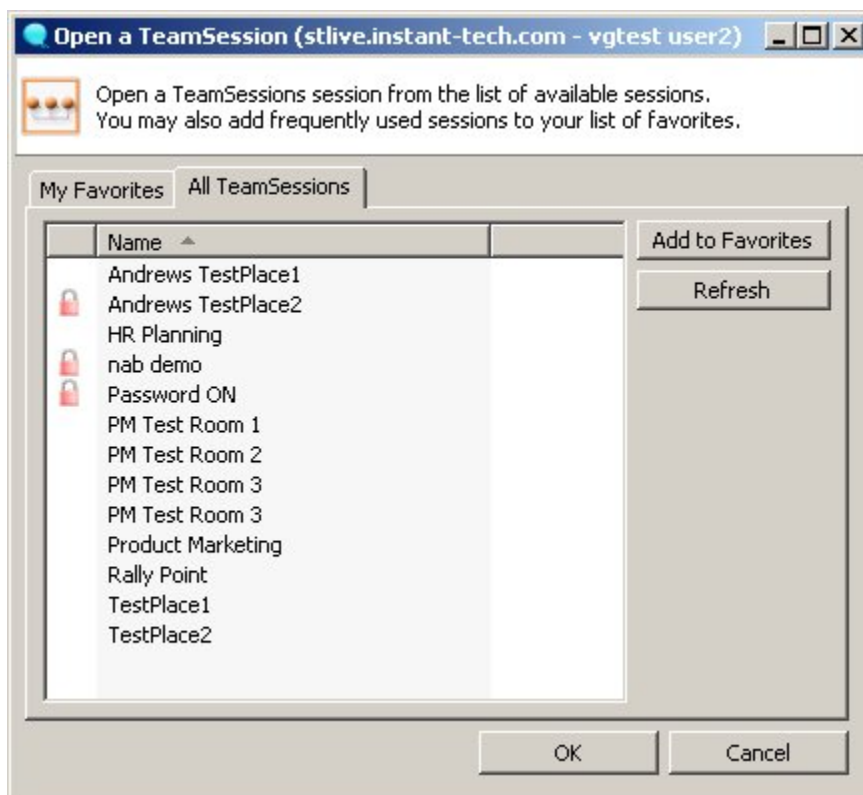 Open a TeamSession (stlive.instant-tech.com - vgtest user2)
Open a TeamSessions session from the list of available sessions.
You may also add frequently used sessions to your list of favorites.
My Favorites All TeamSessions
Name
Add to Favorites
Refresh
Andrews TestPlace1
Andrews TestPlace2
HR Planning
nab demo
Password ON
PM Test Room 1
PM Test Room 2
PM Test Room 3
PM Test Room 3
Product Marketing
Rally Point
TestPlace1
TestPlace2
OK Cancel